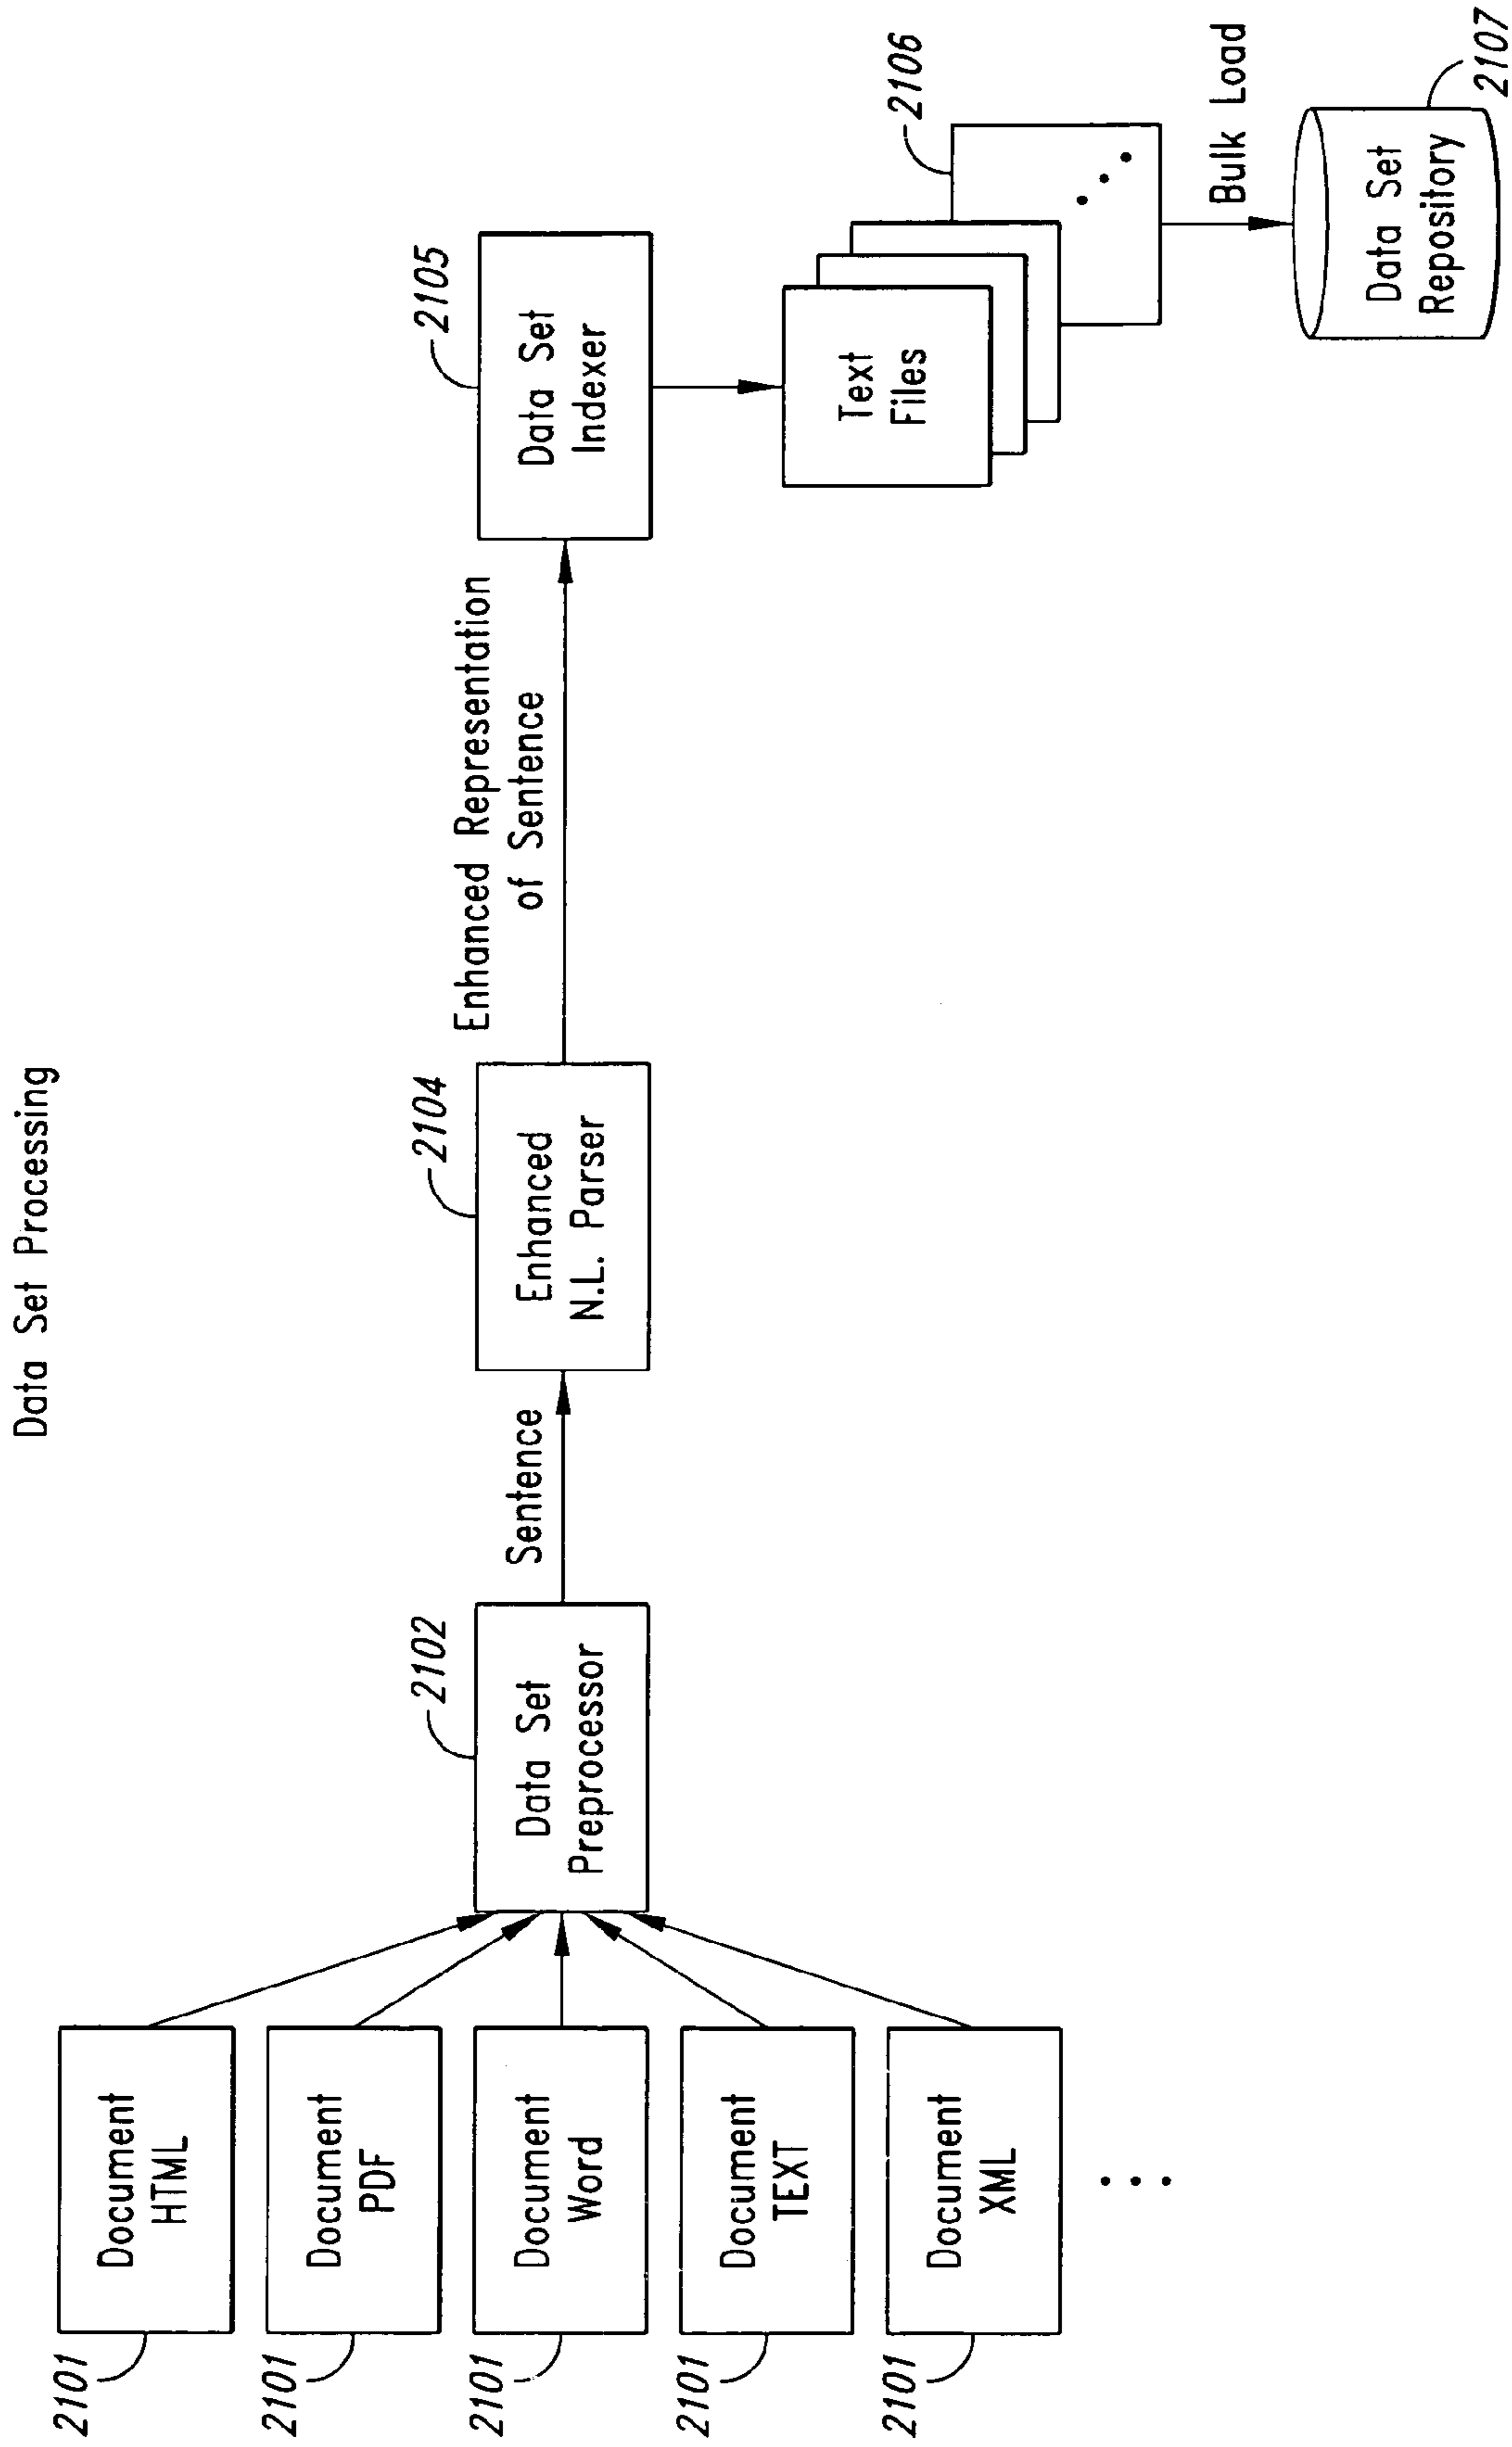 Data Set Processing
2101
Document
HTML
2101
Document
PDF
2101
Document
Word
2101
Document
TEXT
2101
Document
XML
2102
Data Set
Preprocessor
Sentence
2104
Enhanced
N.L. Parser
Enhanced Representation
of Sentence
2105
Data Set
Indexer
Text
Files
2106
Bulk Load
Data Set
Repository
2107